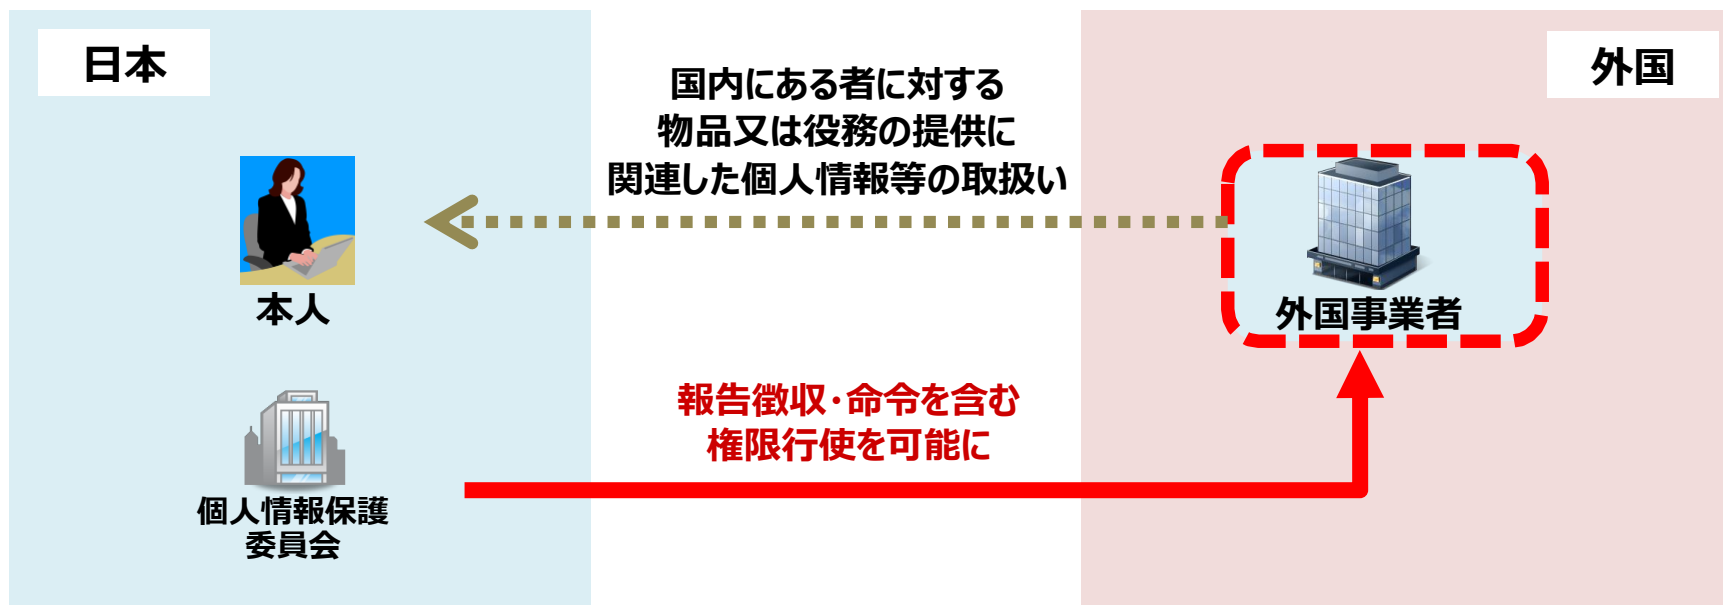 日本
外国
国内にある者に対する
物品又は役務の提供に
関連した個人情報等の取扱い
本人
外国事業者
報告徴収・命令を含む
権限行使を可能に
個人情報保護
委員会